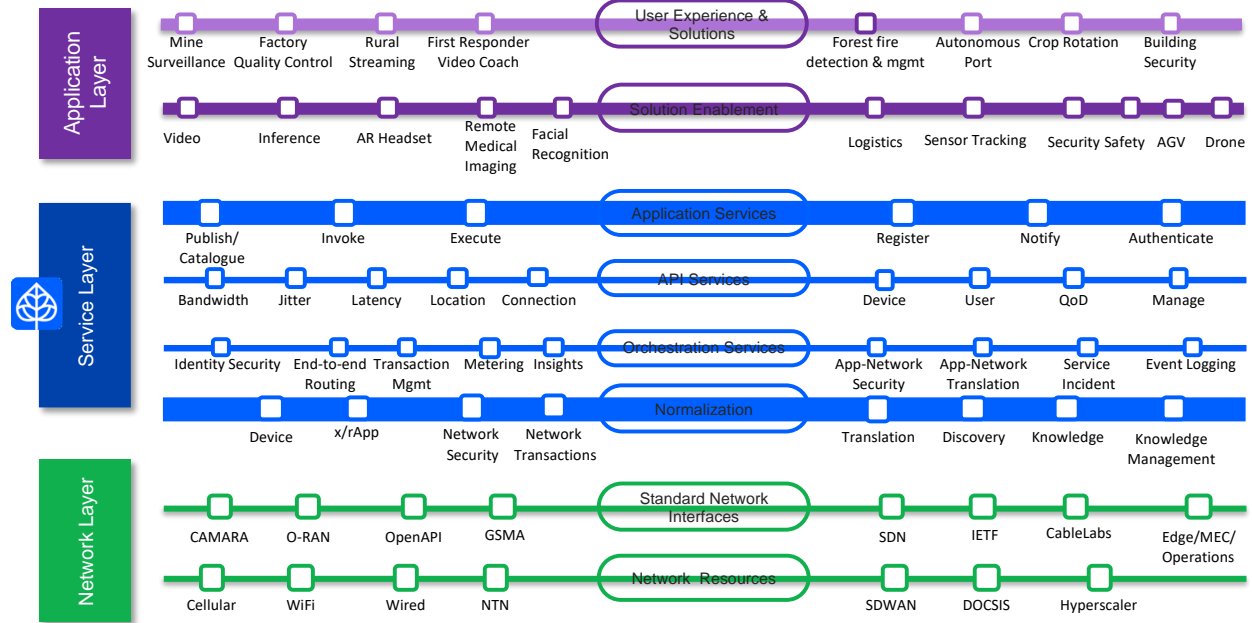 Application
Layer
User Experience &
Solutions
Mine
Surveillance
Factory
Quality Control
Rural
Streaming
First Responder
Video Coach
Forest fire
detection & mgmt
Autonomous
Port
Crop Rotation
Building
Security
Solution Enablement
Video
Inference
AR Headset
Remote
Medical
Imaging
Facial
Recognition
Logistics
Sensor Tracking
Security
Safety
AGV
Drone
Service Layer
Application Services
Publish/
Catalogue
Invoke
Execute
Register
Notify
Authenticate
API Services
Bandwidth
Jitter
Latency
Location
Connection
Device
User
QoD
Manage
Orchestration Services
Identity Security
End-to-end
Routing
Transaction
Mgmt
Metering
Insights
App-Network
Security
App-Network
Translation
Service
Incident
Event Logging
Normalization
Device
x/rApp
Network
Security
Network
Transactions
Translation
Discovery
Knowledge
Knowledge
Management
Network Layer
Standard Network
Interfaces
CAMARA
O-RAN
OpenAPI
GSMA
SDN
IETF
CableLabs
Edge/MEC/
Operations
Network Resources
Cellular
WiFi
Wired
NTN
SDWAN
DOCSIS
Hyperscaler